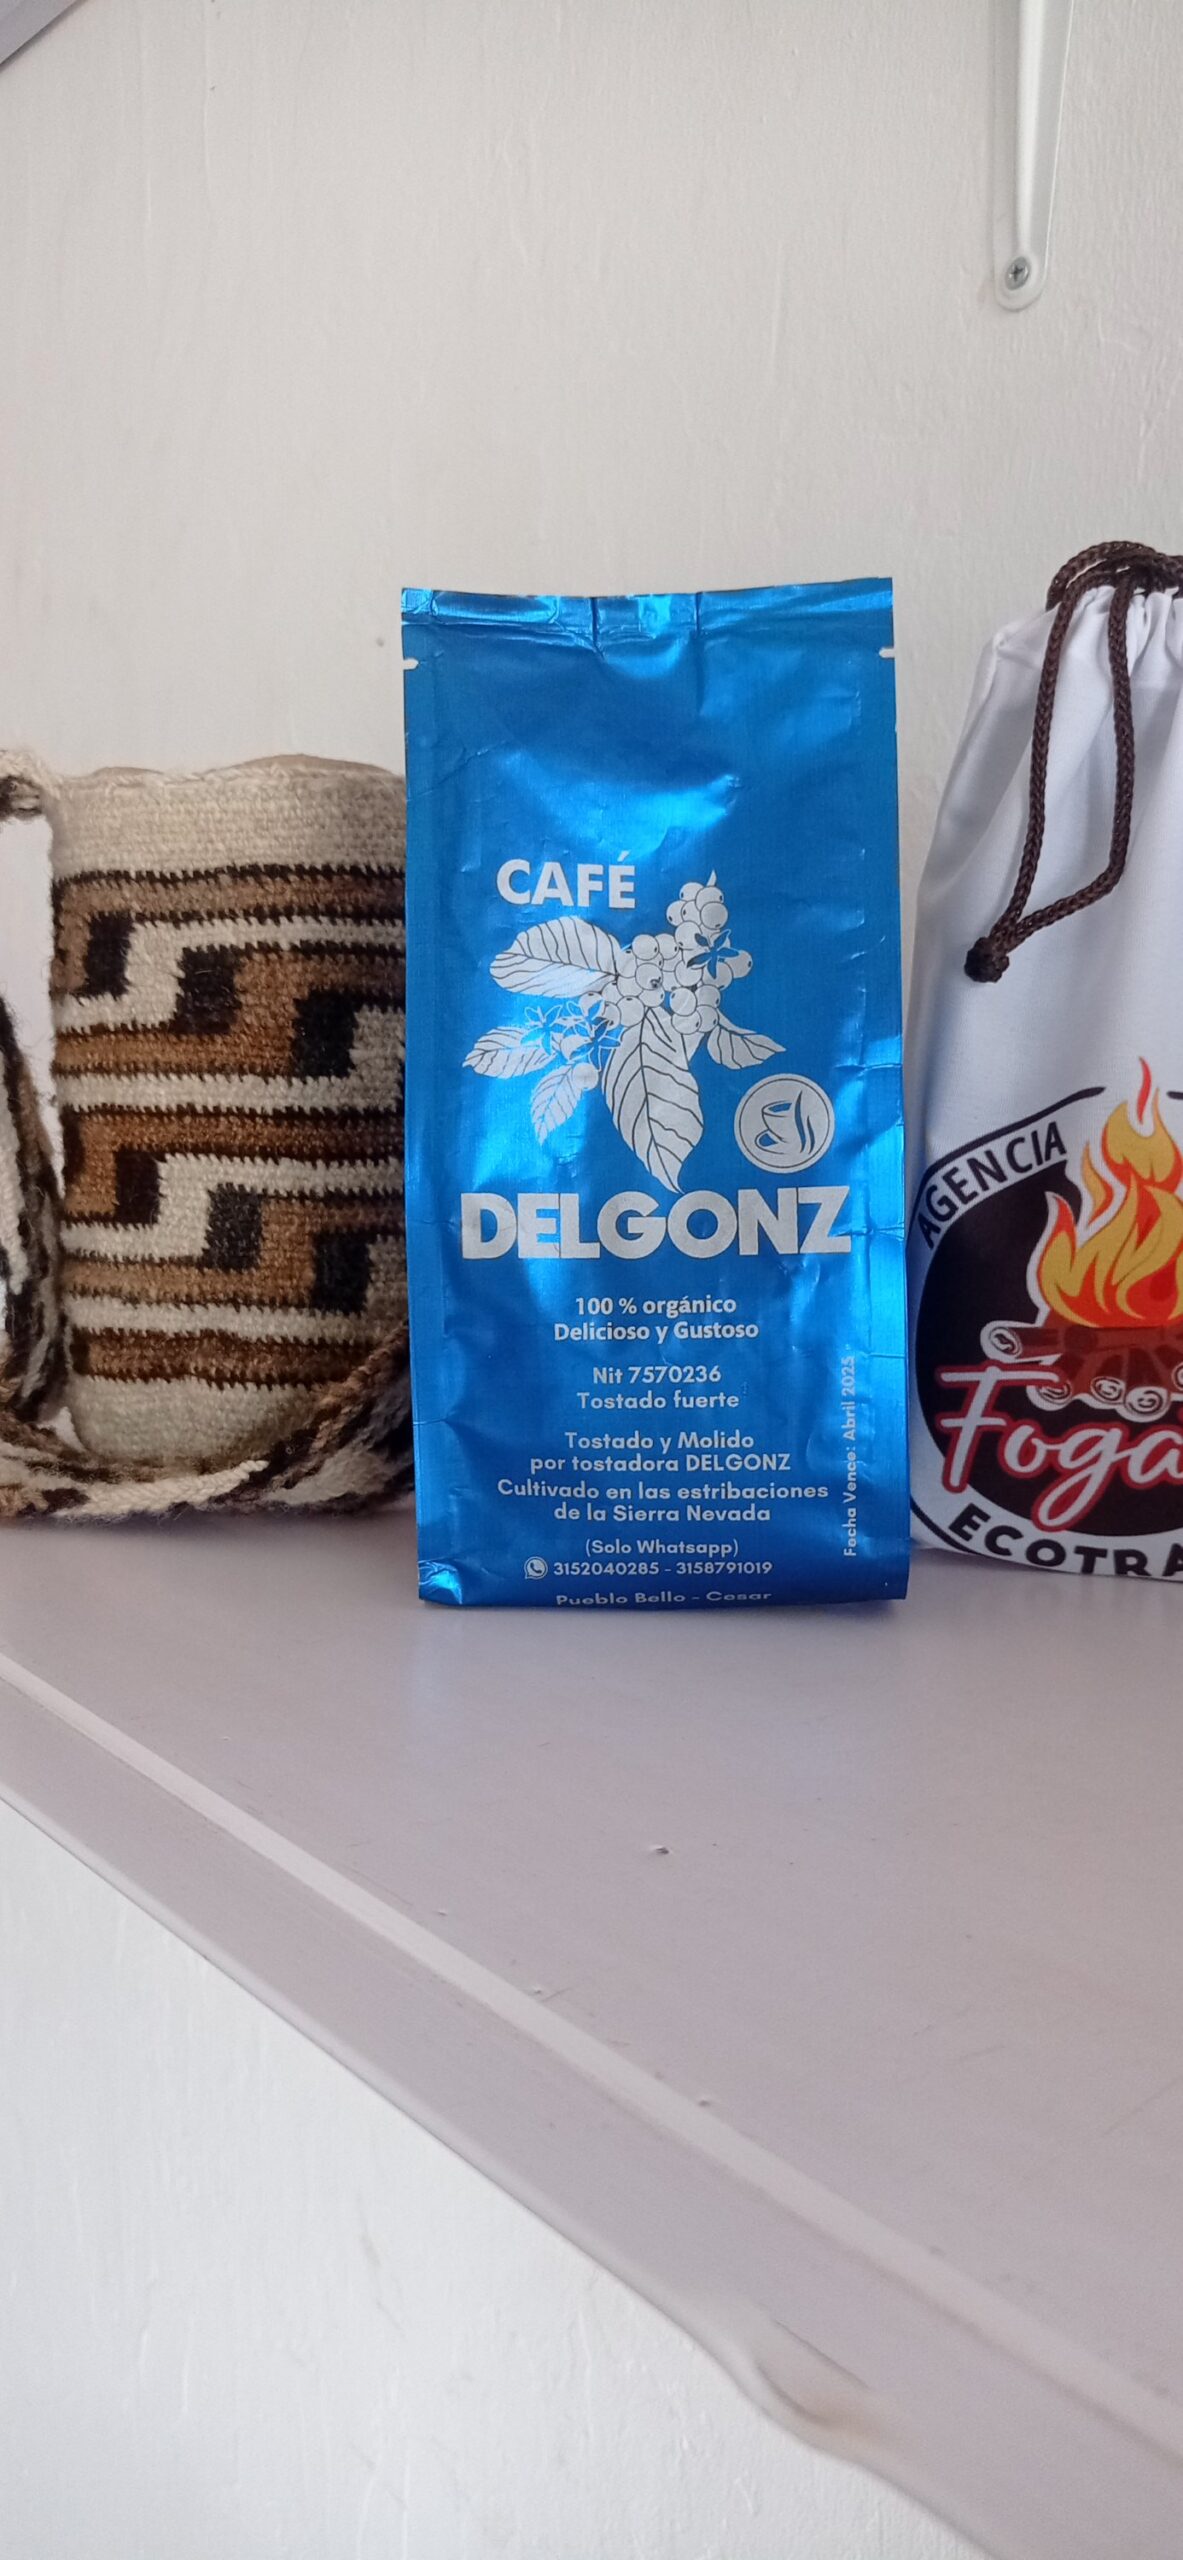 CAFÉ
DELGONZ
100 % orgánico
Delicioso y Gustoso
Nit 7570236
Tostado fuerte
Tostado y Molido
por tostadora DELGONZ
Cultivado en las estribaciones
de la Sierra Nevada
(Solo Whatsapp)
3152040285 - 3158791019
Pueblo Bello - Cesar
Fecha Vence: Abril 2025
AGENCIA
Foga
ECOTRA